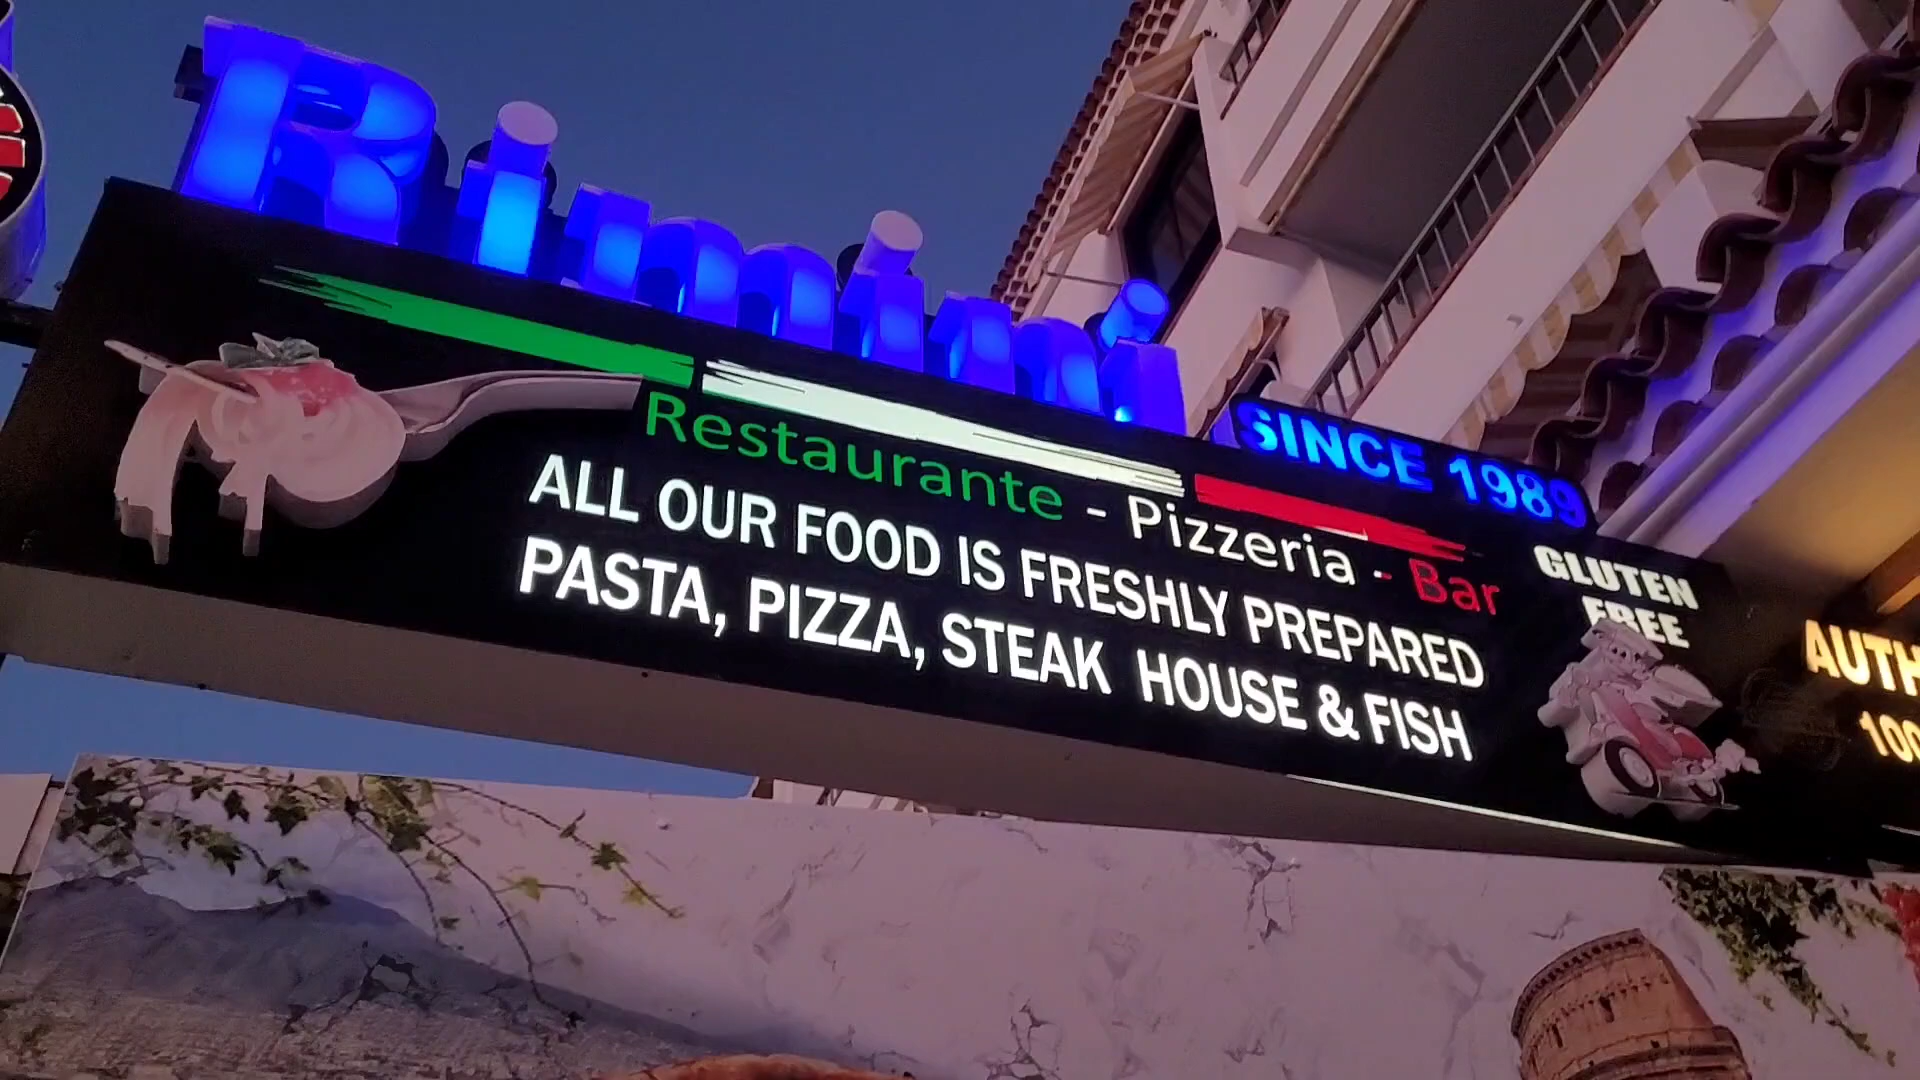 Rimini
SINCE 1989
Restaurante - Pizzeria - Bar
ALL OUR FOOD IS FRESHLY PREPARED
PASTA, PIZZA, STEAK HOUSE & FISH
GLUTEN
FREE